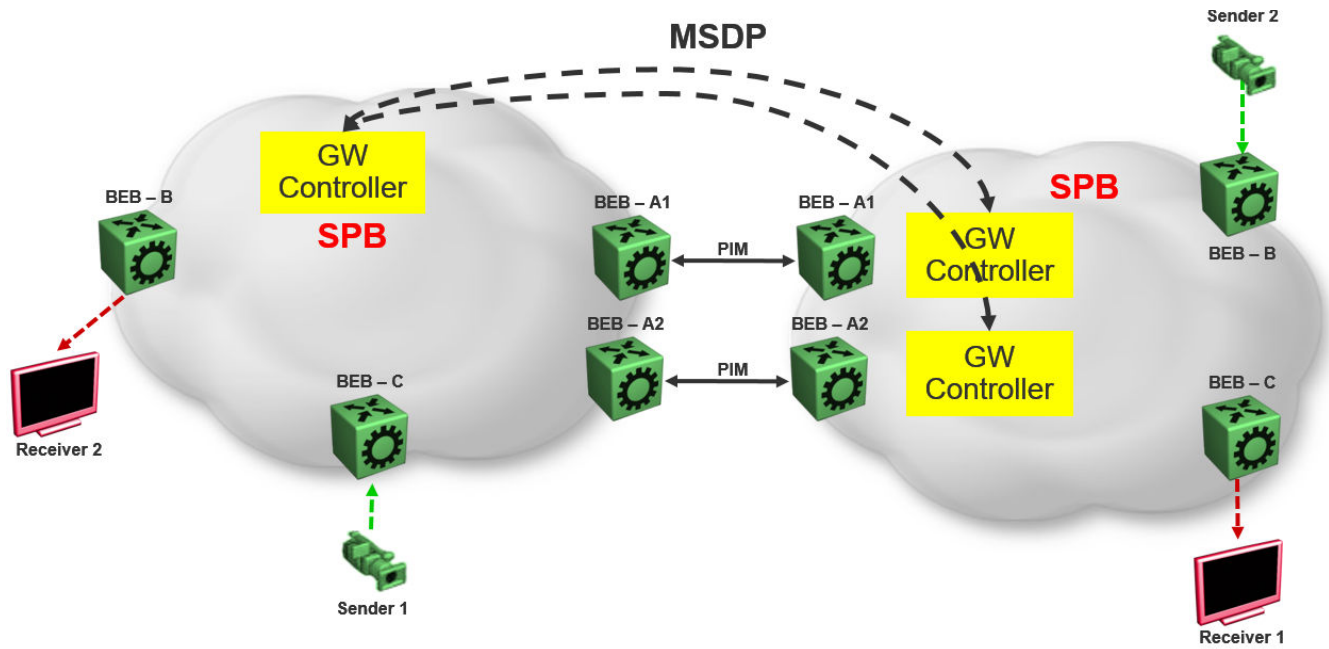 Sender 2
MSDP
GW
Controller
SPB
SPB
BEB – B
BEB – A1
BEB – A1
GW
Controller
BEB – B
PIM
BEB – A2
BEB – A2
GW
Controller
PIM
BEB – C
BEB – C
Receiver 2
Sender 1
Receiver 1